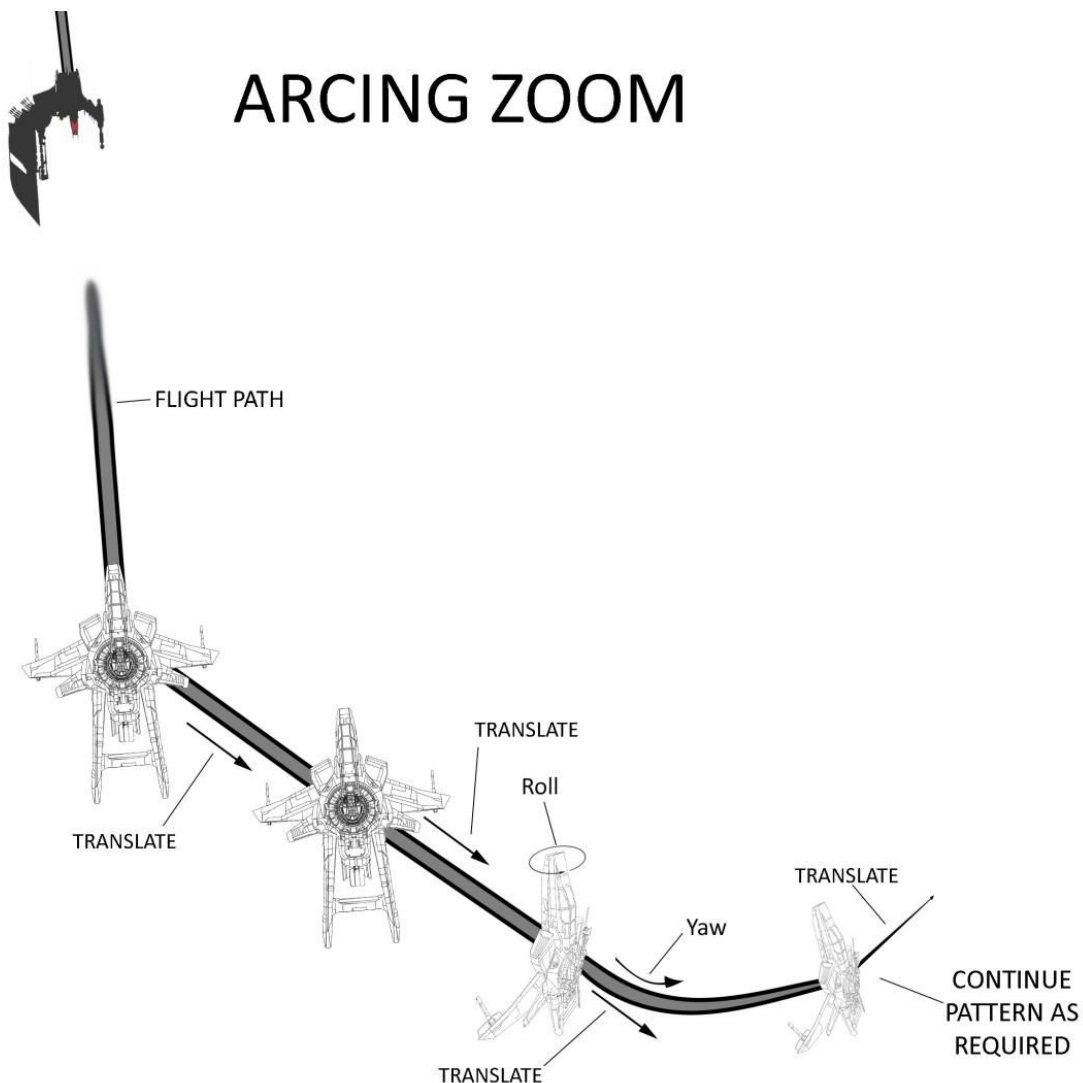 ARCING ZOOM
FLIGHT PATH
TRANSLATE
TRANSLATE
Roll
TRANSLATE
Yaw
TRANSLATE
CONTINUE
PATTERN AS
REQUIRED